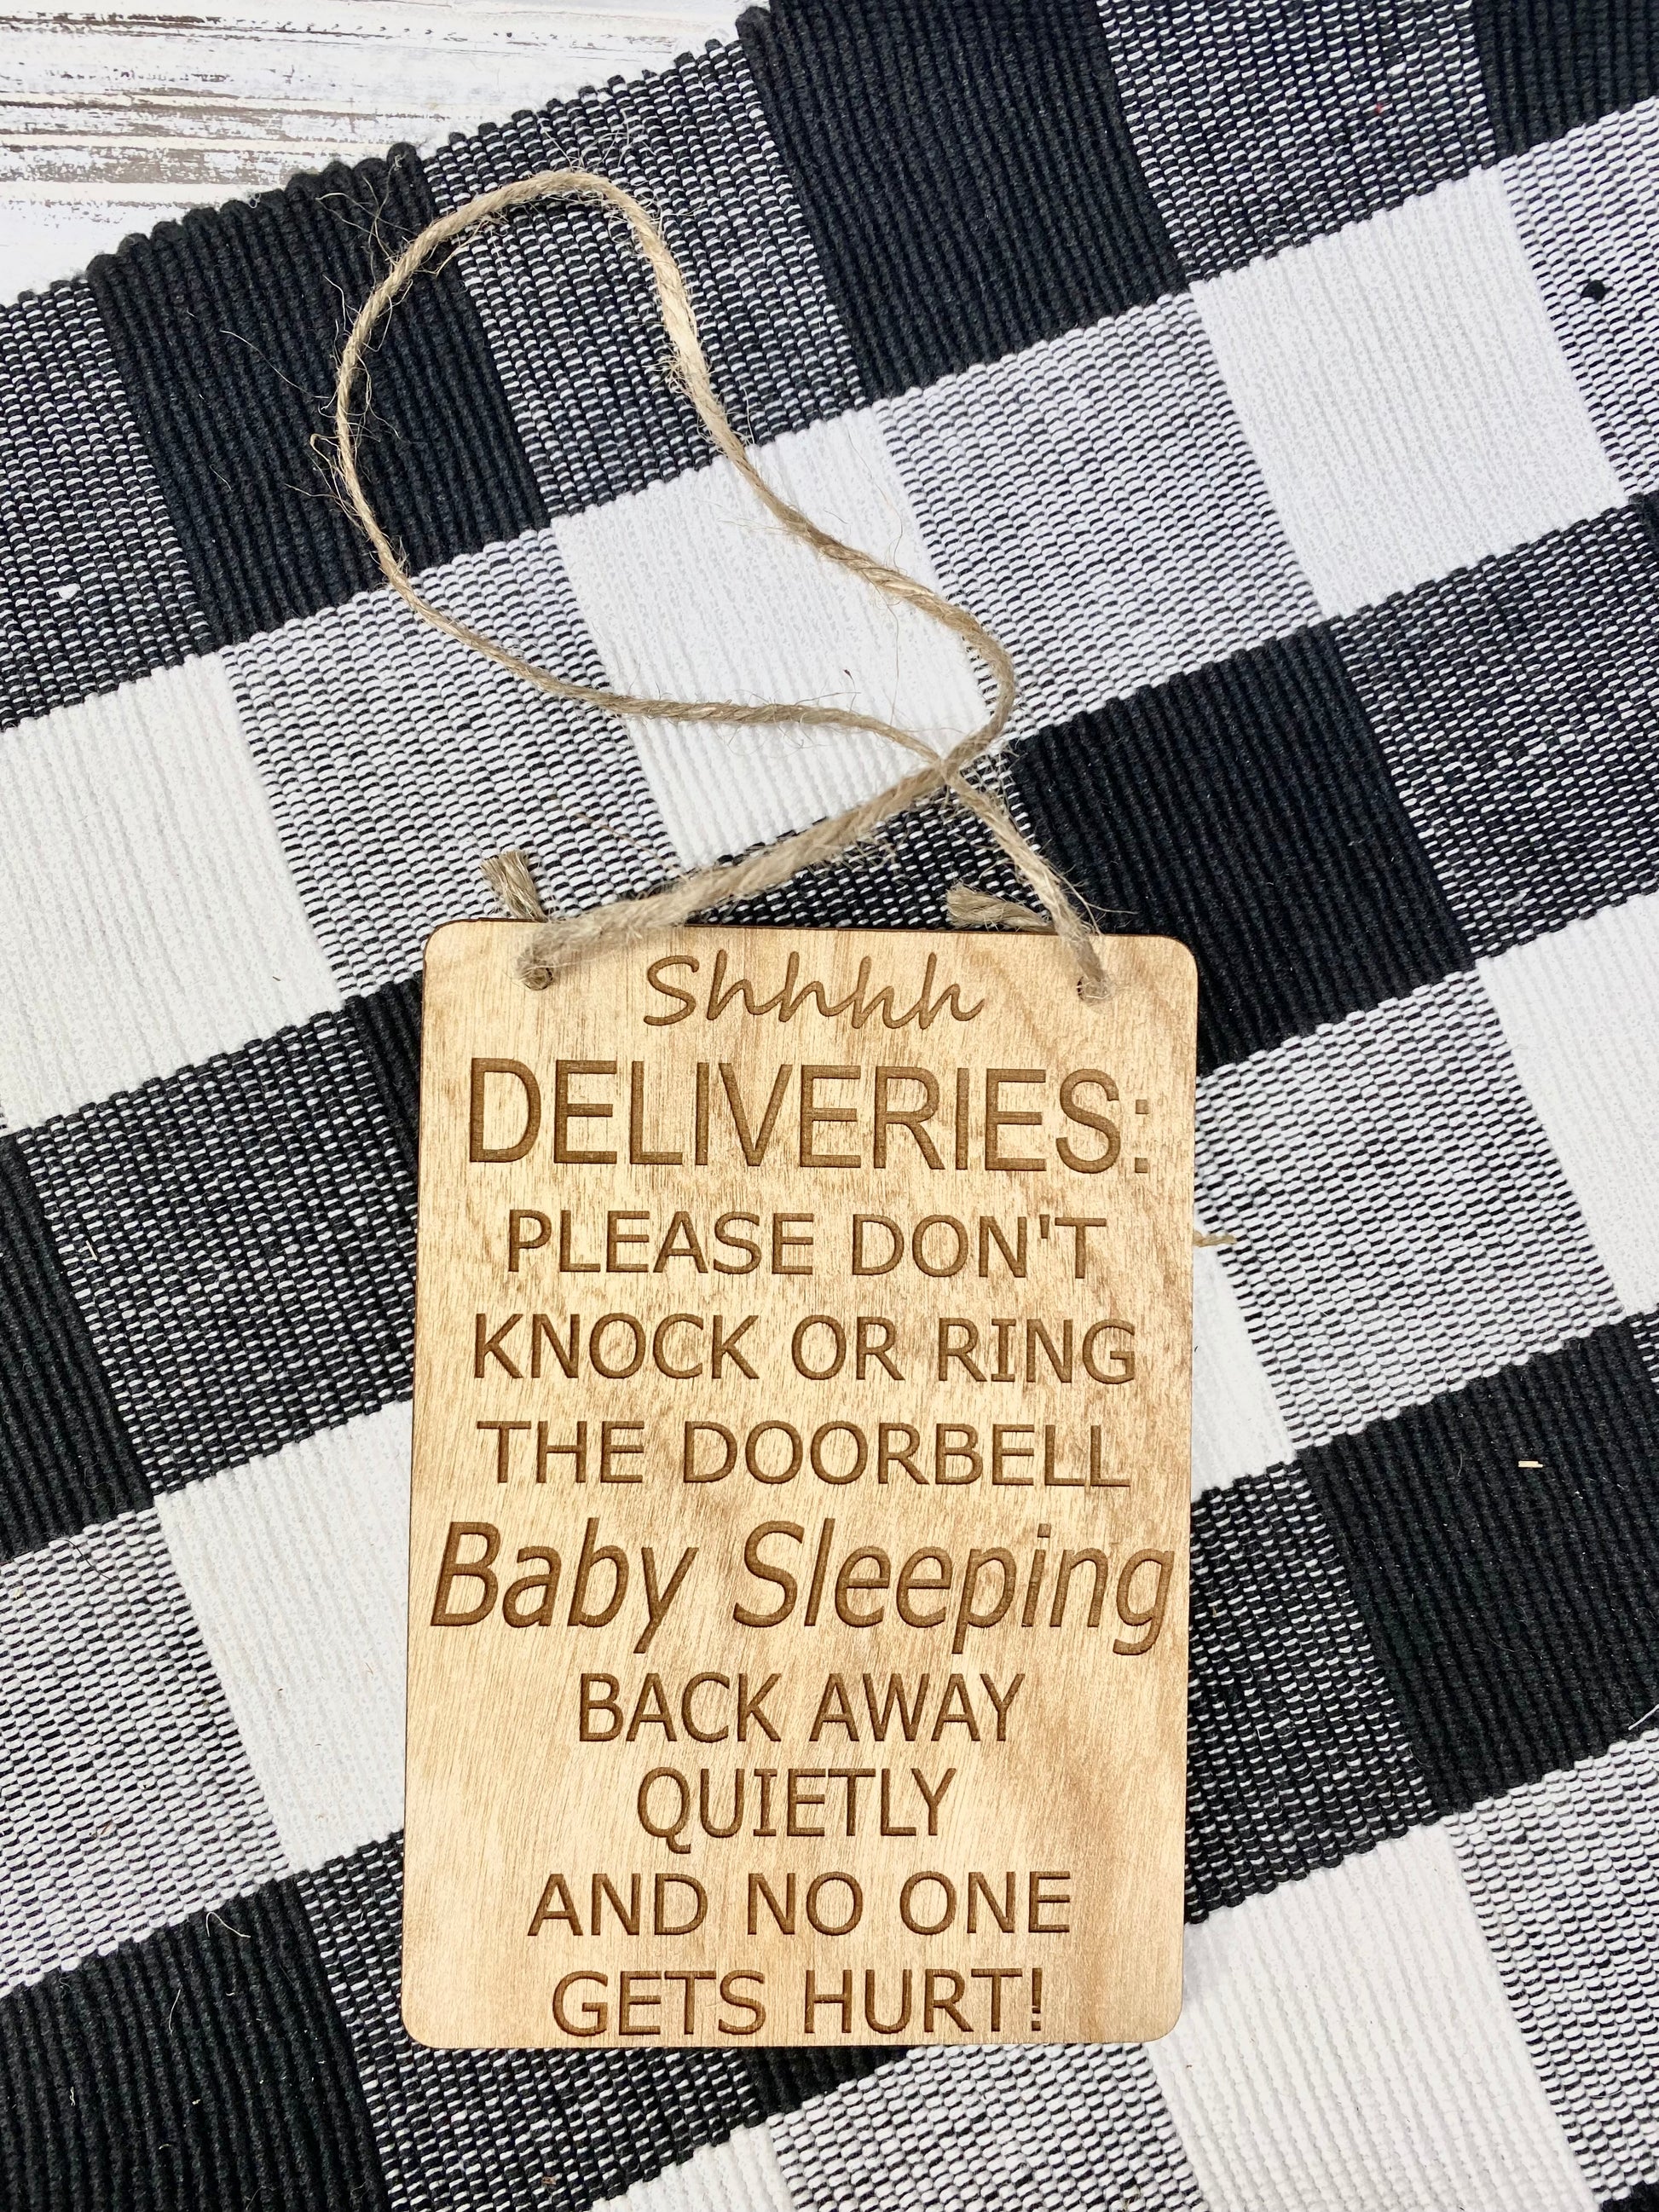 Shhhh
DELIVERIES:
PLEASE DON'T
KNOCK OR RING
THE DOORBELL
Baby Sleeping
BACK AWAY
QUIETLY
AND NO ONE
GETS HURT!